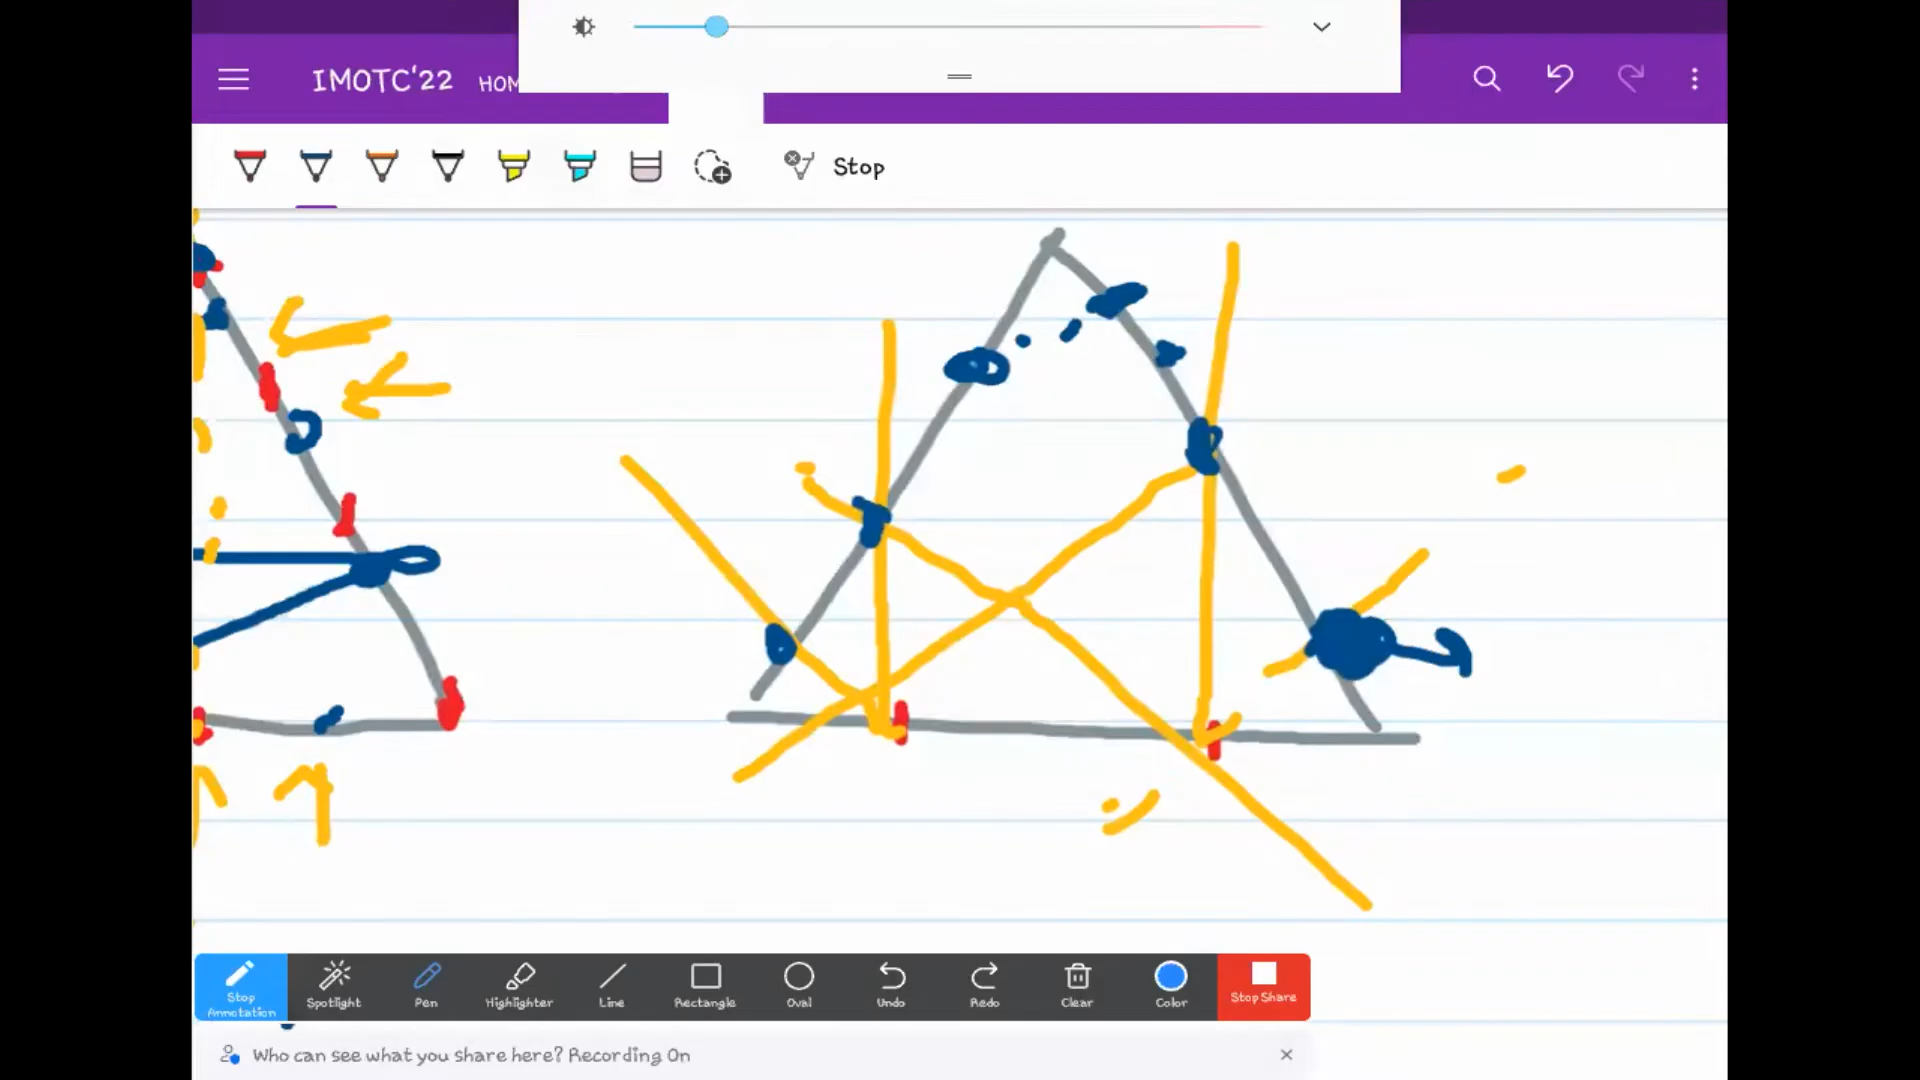 IMOTC'22 HOM
Stop
Stop Annotation
Spotlight
Pen
Highlighter
Line
Rectangle
Oval
Undo
Redo
Clear
Color
Stop Share
Who can see what you share here? Recording On